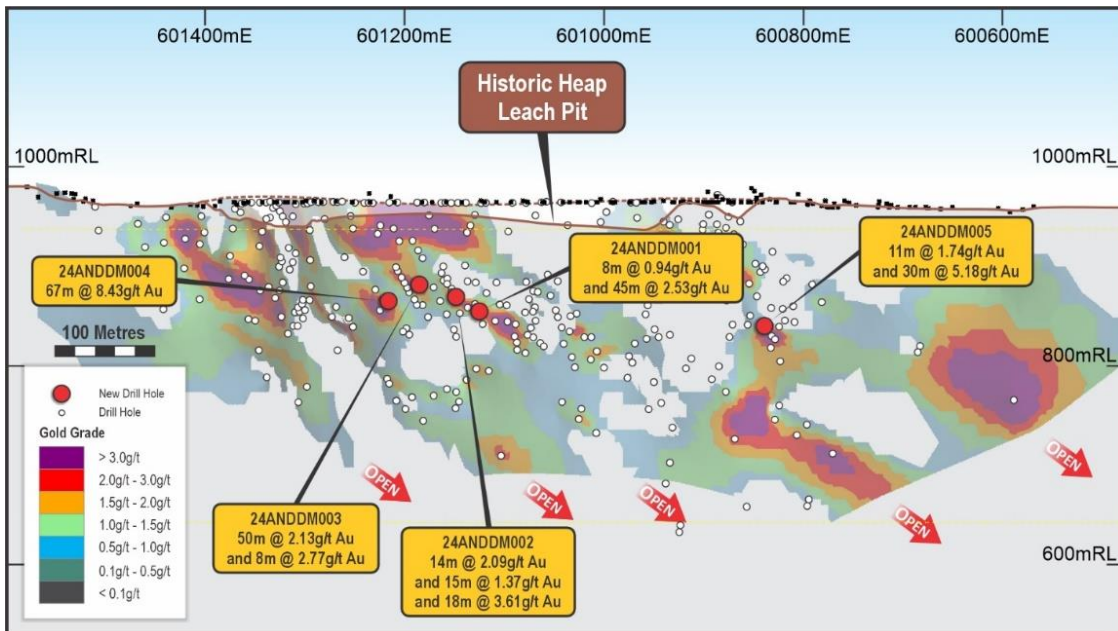 601400mE
601200mE
601000mE
600800mE
600600mE
Historic Heap
Leach Pit
1000mRL
1000mRL
24ANDDM005
11m @ 1.74g/t Au
and 30m @ 5.18g/t Au
24ANDDM001
8m @ 0.94g/t Au
and 45m @ 2.53g/t Au
24ANDDM004
67m @ 8.43g/t Au
100 Metres
800mRL
New Drill Hole
Drill Hole
Gold Grade
> 3.0g/t
2.0g/t - 3.0g/t
1.5g/t - 2.0g/t
1.0g/t - 1.5g/t
0.5g/t - 1.0g/t
0.1g/t - 0.5g/t
< 0.1g/t
OPEN
OPEN
OPEN
OPEN
OPEN
24ANDDM003
50m @ 2.13g/t Au
and 8m @ 2.77g/t Au
24ANDDM002
14m @ 2.09g/t Au
and 15m @ 1.37g/t Au
and 18m @ 3.61g/t Au
600mRL